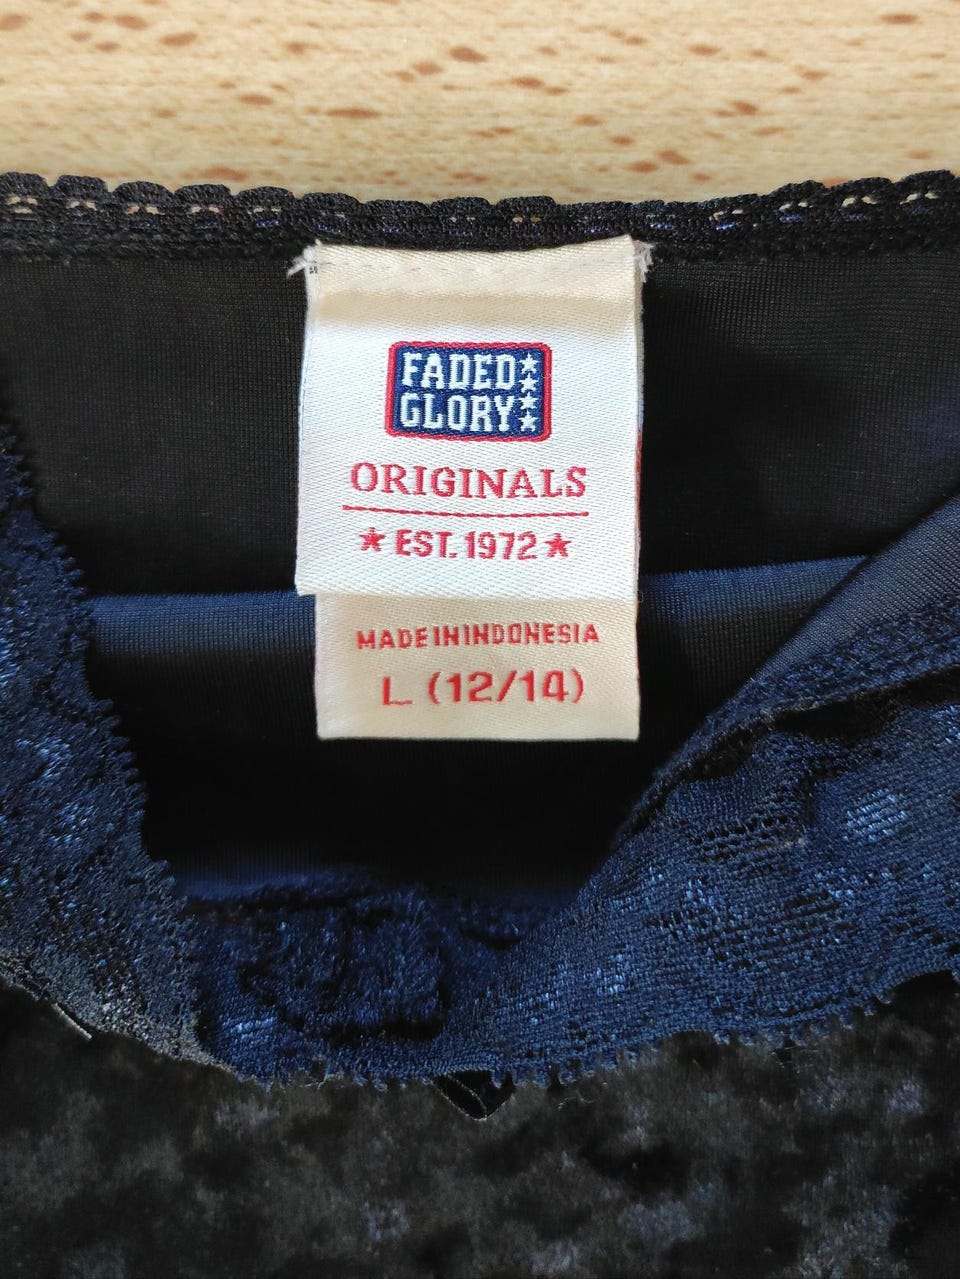 FADED
GLORY
ORIGINALS
★ EST. 1972 ★
MADE IN INDONESIA
L (12/14)